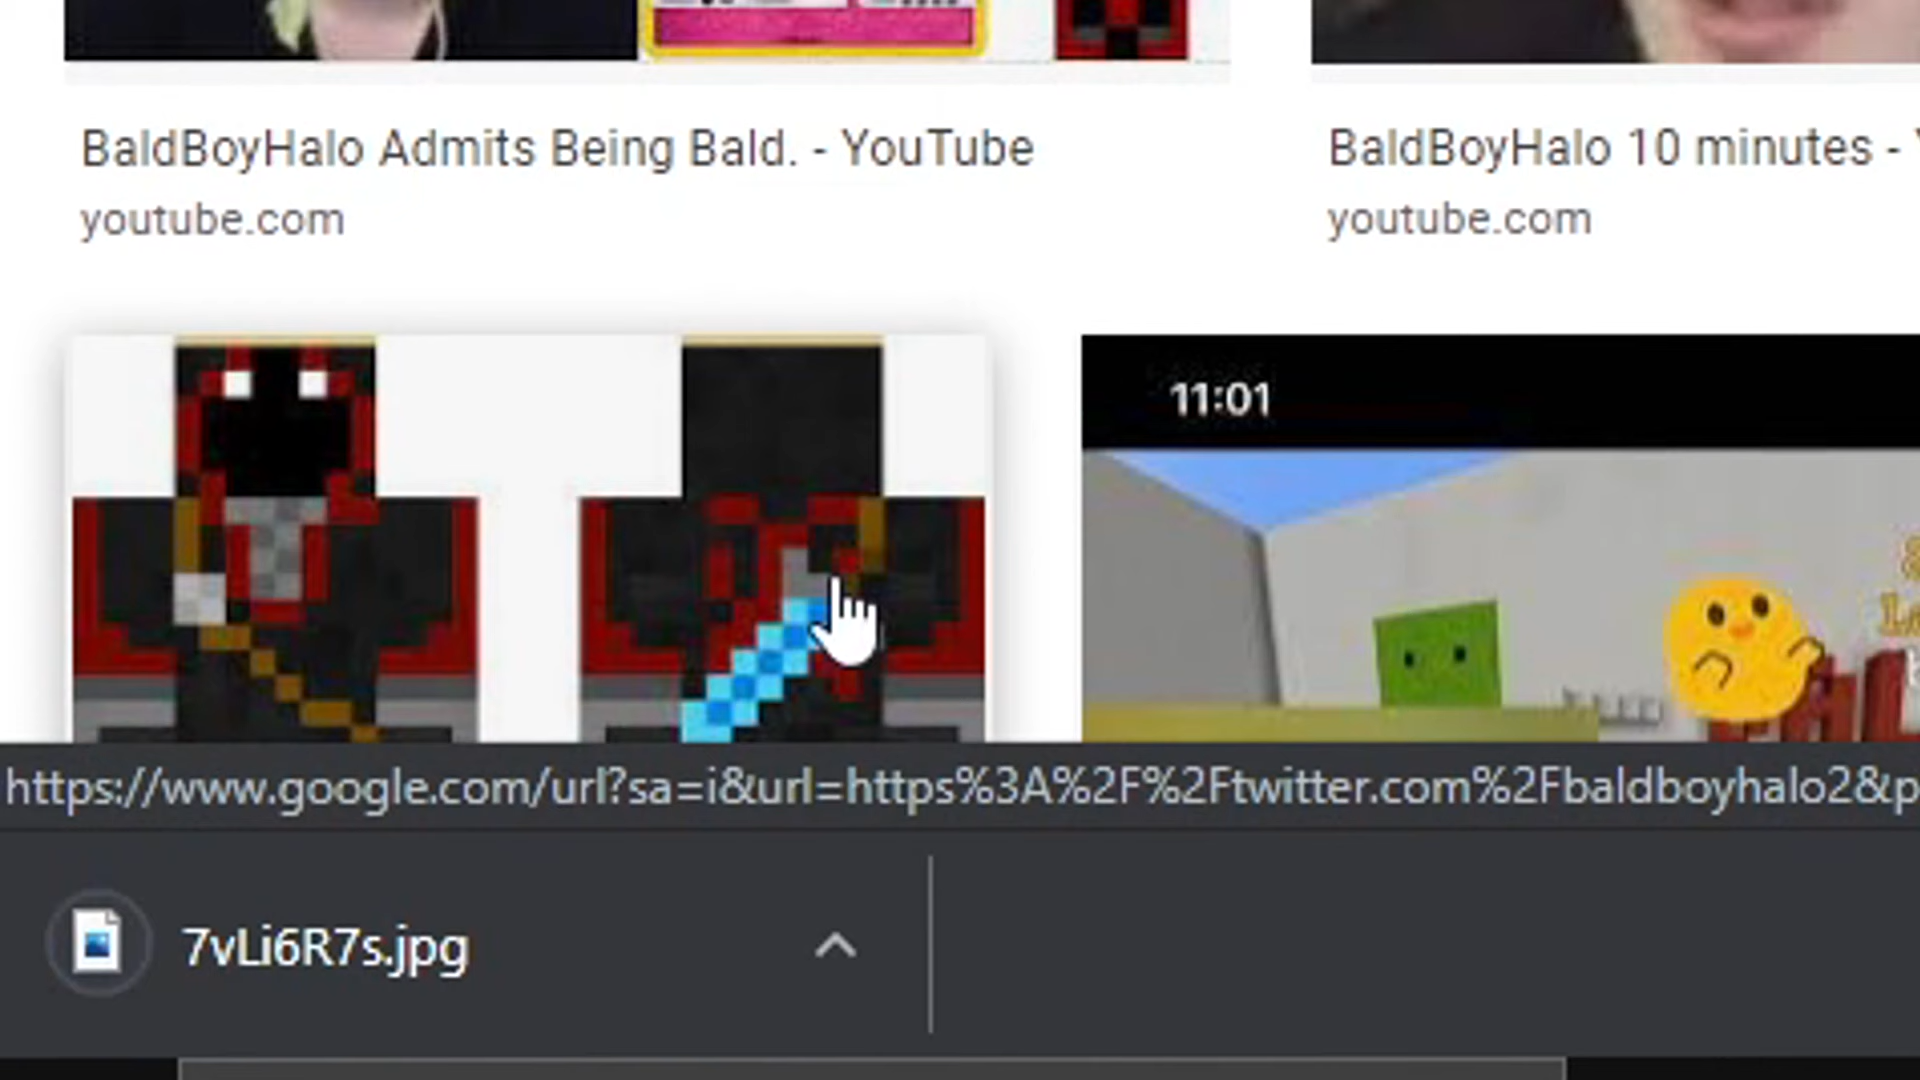 BaldBoyHalo Admits Being Bald. - YouTube
youtube.com
BaldBoyHalo 10 minutes -
youtube.com
11:01
https://www.google.com/url?sa=i&url=https%3A%2F%2Ftwitter.com%2Fbaldboyhalo2&p
7vLi6R7s.jpg